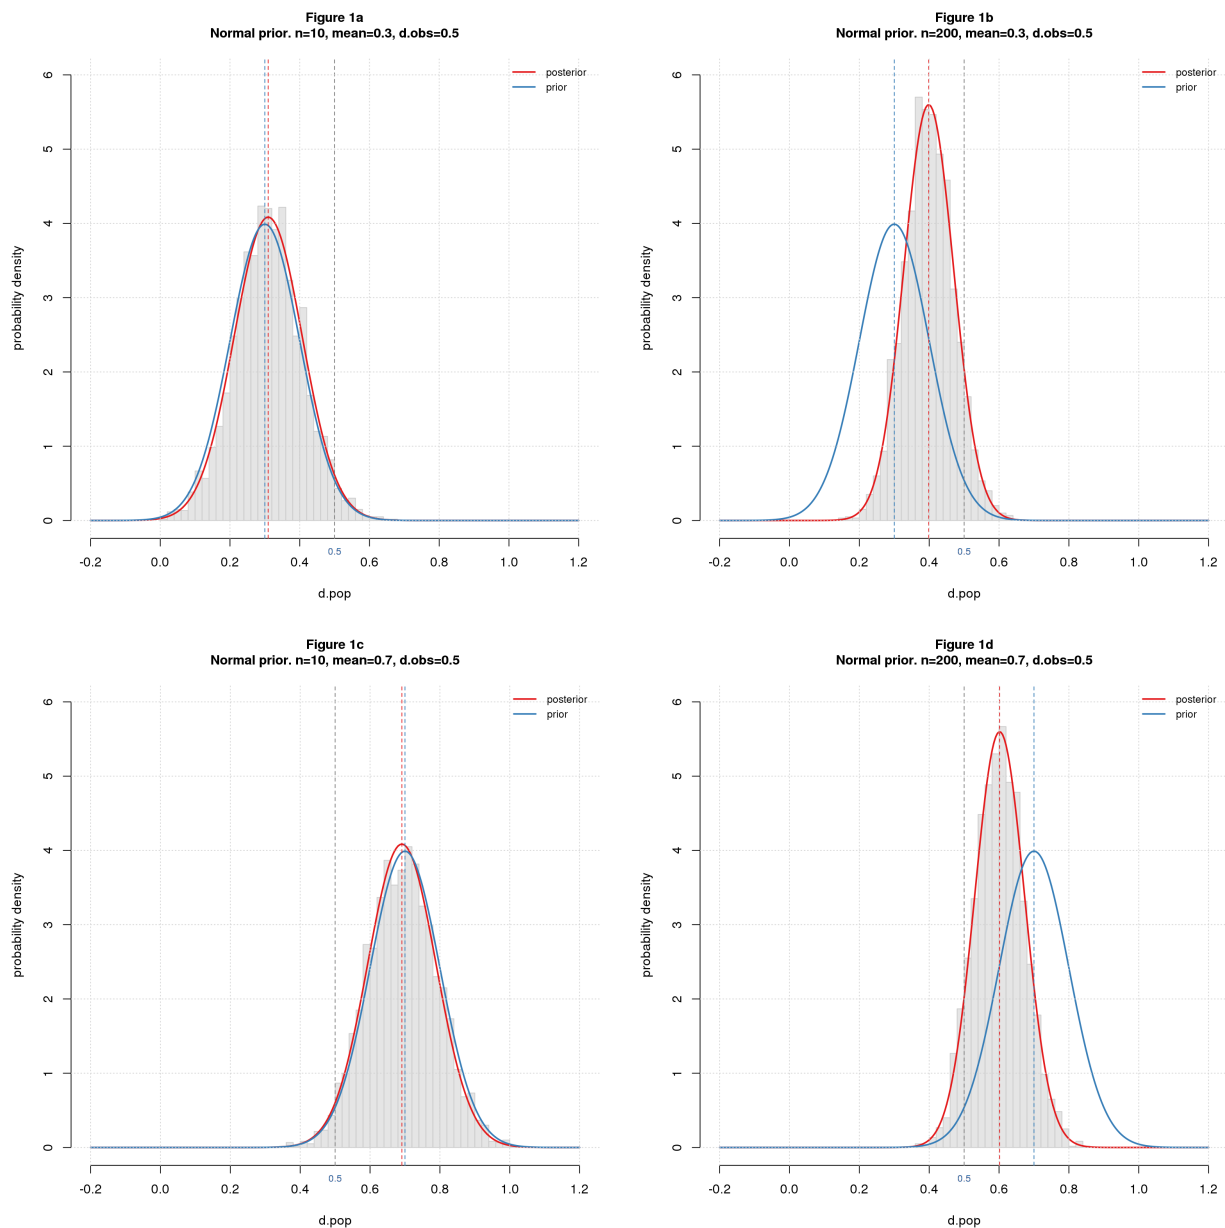 Figure 1a
Normal prior. n=10, mean=0.3, d.obs=0.5
posterior
prior
probability density
6
5
4
3
2
1
0
0.5
-0.2 0.0 0.2 0.4 0.6 0.8 1.0 1.2
d.pop
Figure 1b
Normal prior. n=200, mean=0.3, d.obs=0.5
posterior
prior
probability density
6
5
4
3
2
1
0
0.5
-0.2 0.0 0.2 0.4 0.6 0.8 1.0 1.2
d.pop
Figure 1c
Normal prior. n=10, mean=0.7, d.obs=0.5
posterior
prior
probability density
6
5
4
3
2
1
0
0.5
-0.2 0.0 0.2 0.4 0.6 0.8 1.0 1.2
d.pop
Figure 1d
Normal prior. n=200, mean=0.7, d.obs=0.5
posterior
prior
probability density
6
5
4
3
2
1
0
0.5
-0.2 0.0 0.2 0.4 0.6 0.8 1.0 1.2
d.pop